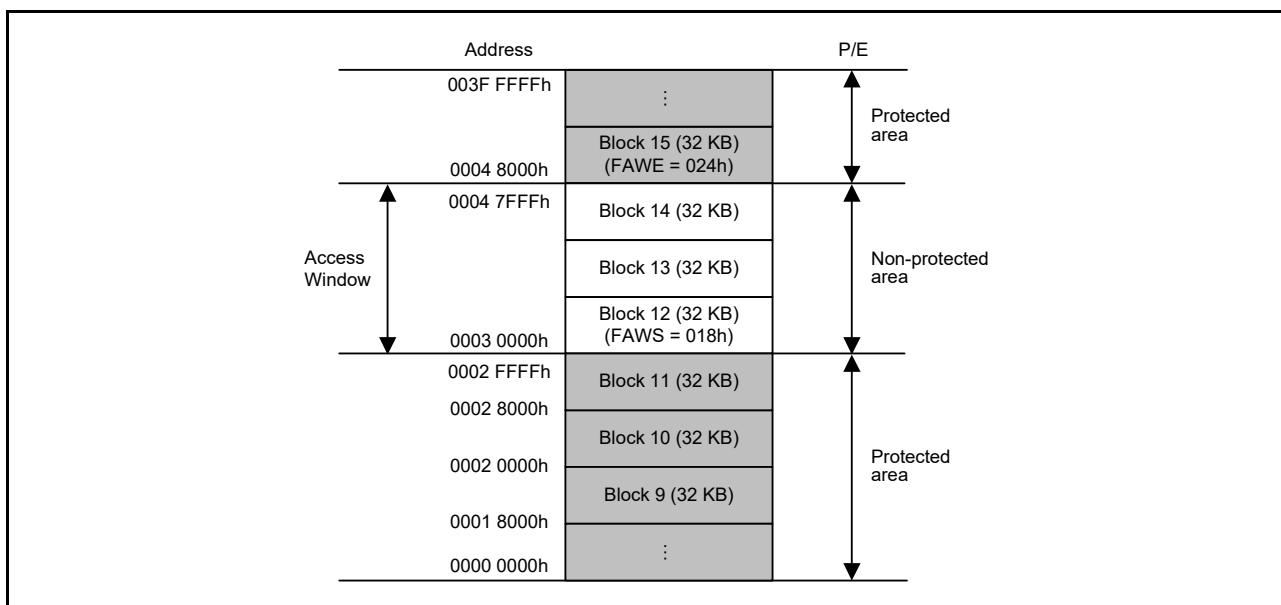 Address P/E
003F FFFFh
⋮
Protected
area
Block 15 (32 KB)
(FAWE = 024h)
0004 8000h
0004 7FFFh
Block 14 (32 KB)
Access
Window
Block 13 (32 KB)
Non-protected
area
Block 12 (32 KB)
(FAWS = 018h)
0003 0000h
0002 FFFFh
Block 11 (32 KB)
0002 8000h
Block 10 (32 KB)
0002 0000h
Protected
area
Block 9 (32 KB)
0001 8000h
⋮
0000 0000h